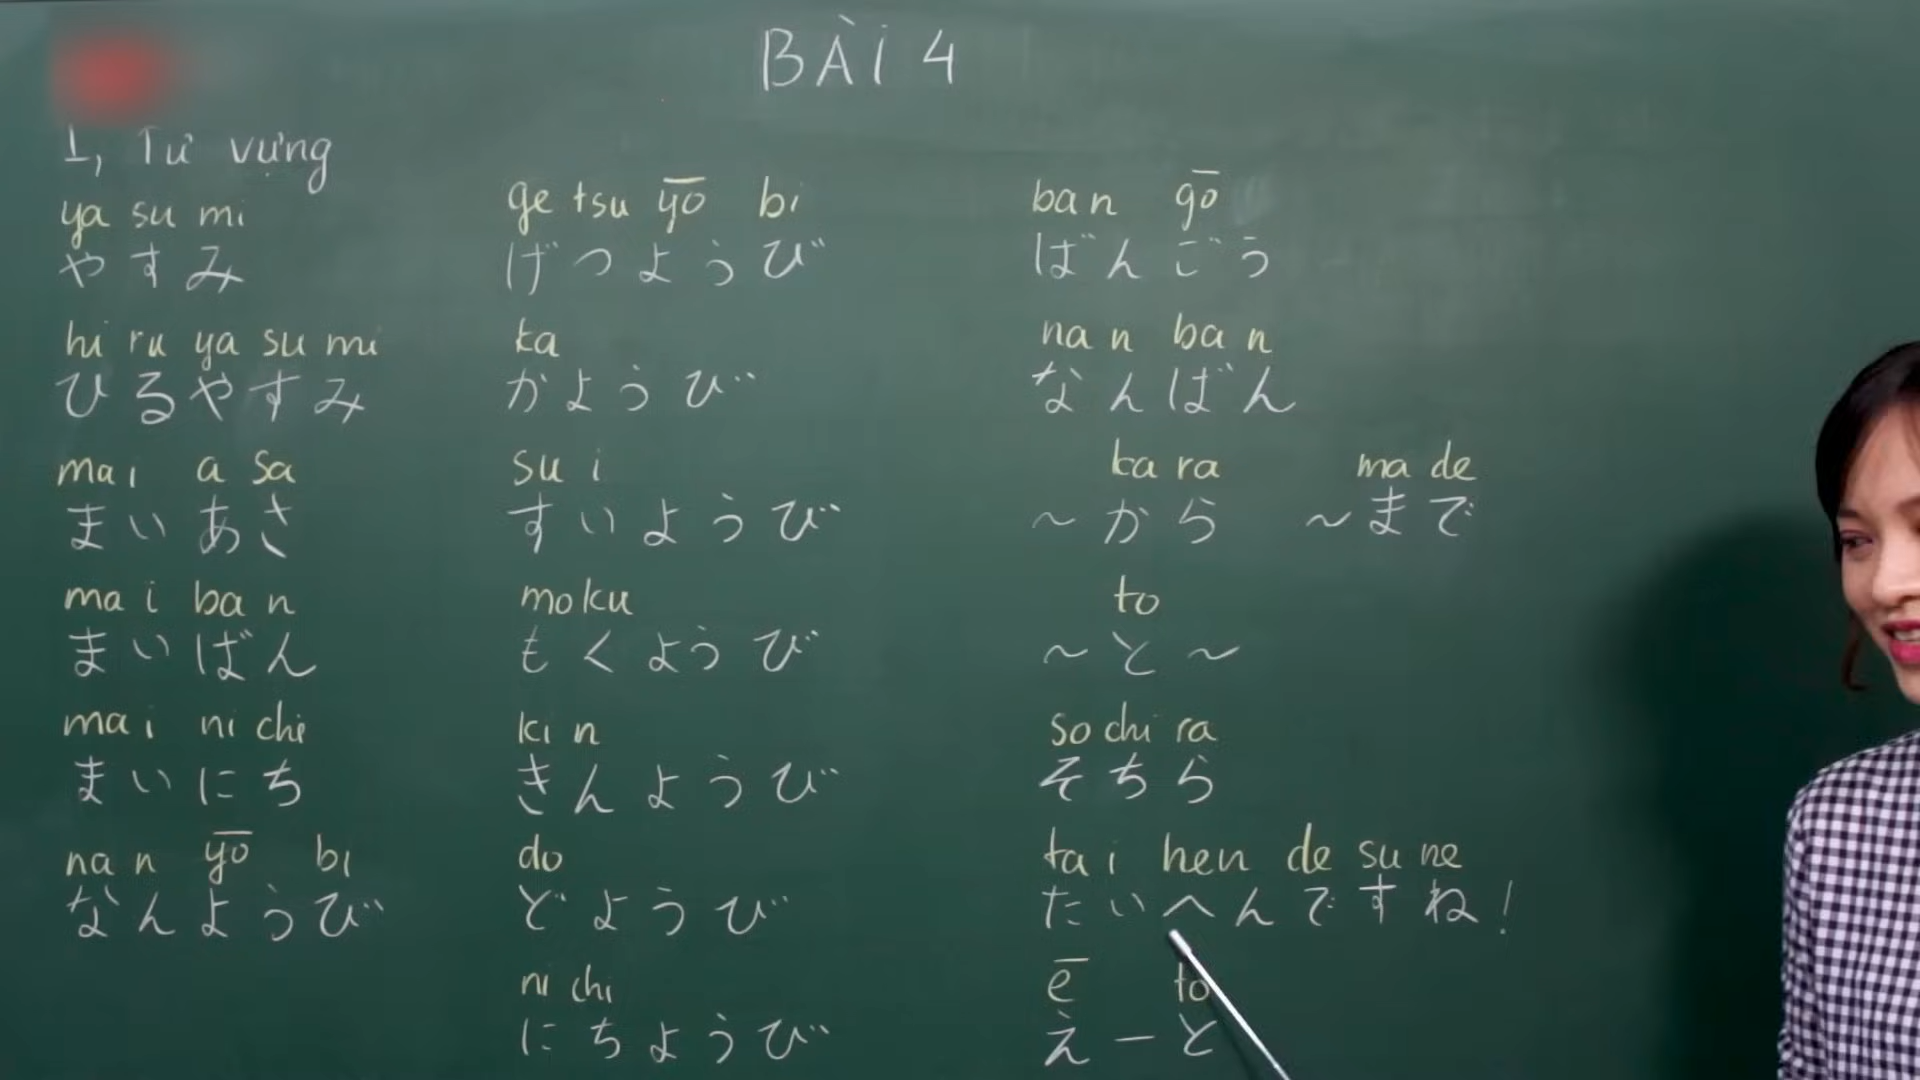 BÀI 4
1, Từ vựng
ya su mi
やすみ
hi ru ya su mi
ひるやすみ
mai a sa
まいあさ
ma i ba n
まいばん
mai ni chi
まいにち
na n yō bi
なんようび
ge tsu yō bi
げつようび
ka
かようび
su i
すいようび
moku
もくようび
ki n
きんようび
do
どようび
ni chi
にちようび
ba n gō
ばんごう
na n ba n
なんばん
ka ra ma de
～から ～まで
to
～と～
so chi ra
そちら
ta i hen de su ne
たいへんですね!
ē to
えーと